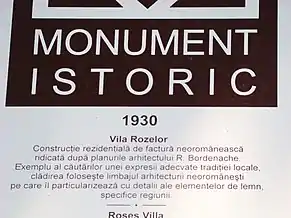 MONUMENT
ISTORIC
1930
Vila Rozelor
Construcție rezidențială de factură neoromânească
ridicată după planurile arhitectului R. Bordenache.
Exemplu al căutărilor unei expresii adecvate tradiției locale,
clădirea folosește limbajul arhitecturii neoromânești
pe care îl particularizează cu detalii ale elementelor de lemn,
specifice regiunii.
Roses Villa